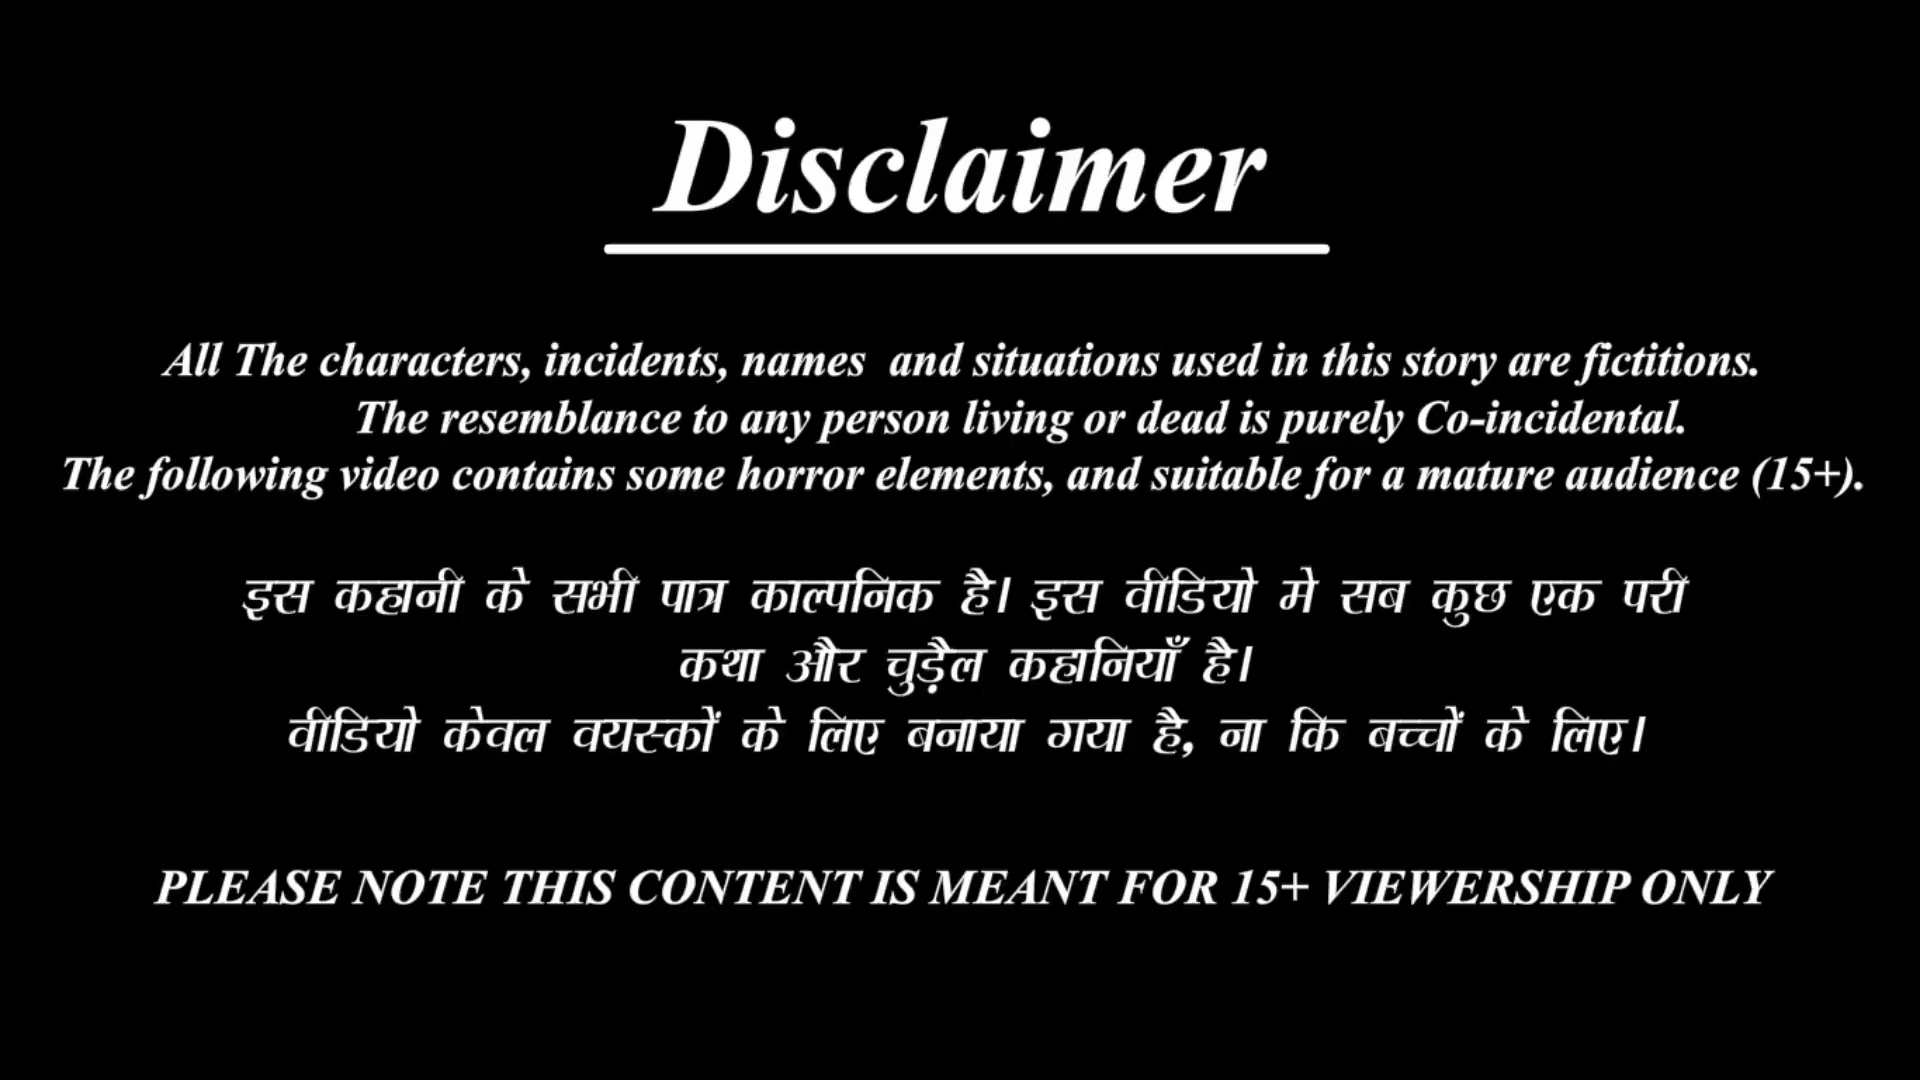 Disclaimer
All The characters, incidents, names and situations used in this story are fictitions.
The resemblance to any person living or dead is purely Co-incidental.
The following video contains some horror elements, and suitable for a mature audience (15+).
इस कहानी के सभी पात्र काल्पनिक है। इस वीडियो मे सब कुछ एक परी
कथा और चुड़ैल कहानियाँ है।
वीडियो केवल वयस्कों के लिए बनाया गया है, ना कि बच्चों के लिए।
PLEASE NOTE THIS CONTENT IS MEANT FOR 15+ VIEWERSHIP ONLY